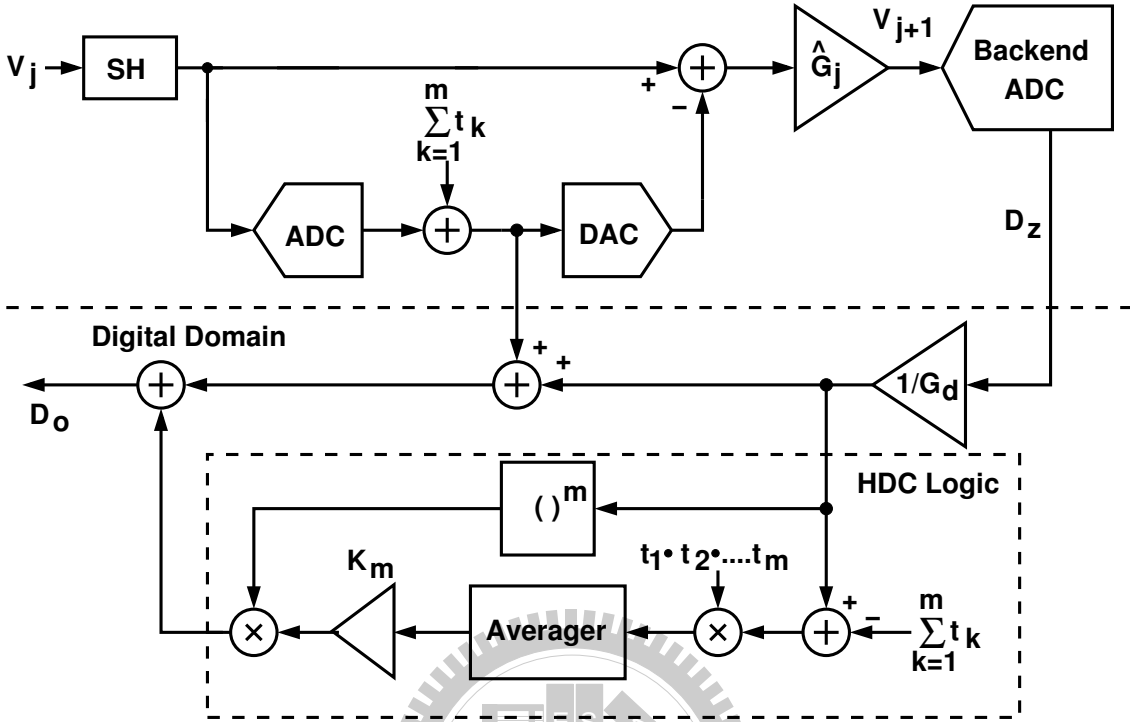 V_j
SH
m
∑ t_k
k=1
+
−
+
Ĝ_j
V_{j+1}
Backend
ADC
ADC
+
DAC
D_z
Digital Domain
D_o
+
+
+
+
1/G_d
HDC Logic
( )^m
K_m
t_1• t_2•....t_m
×
Averager
×
+
+
−
m
∑ t_k
k=1